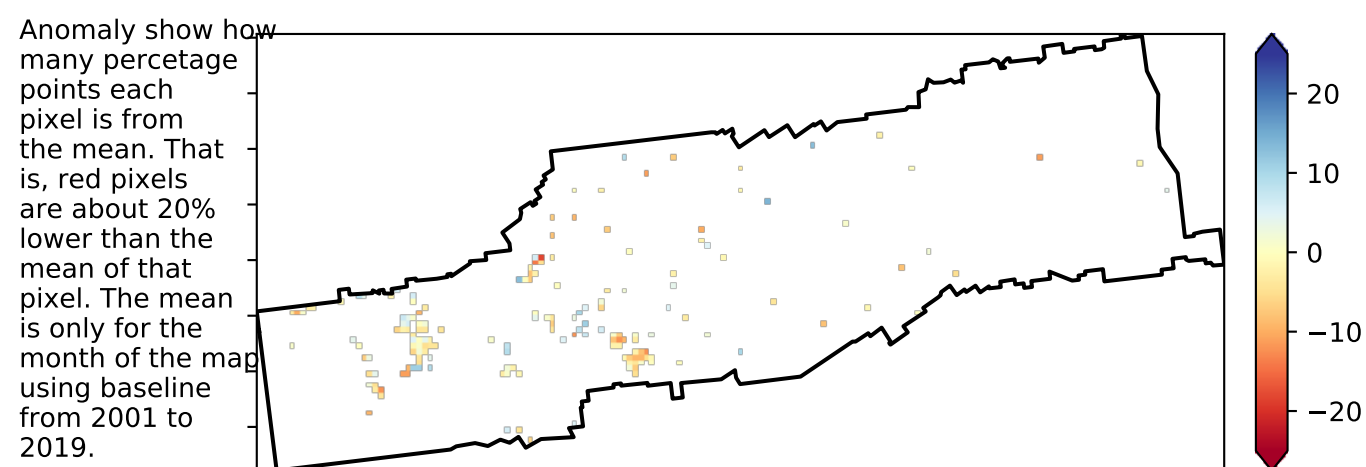 Anomaly show how
many percetage
points each
pixel is from
the mean. That
is, red pixels
are about 20%
lower than the
mean of that
pixel. The mean
is only for the
month of the map
using baseline
from 2001 to
2019.
20
10
0
−10
−20